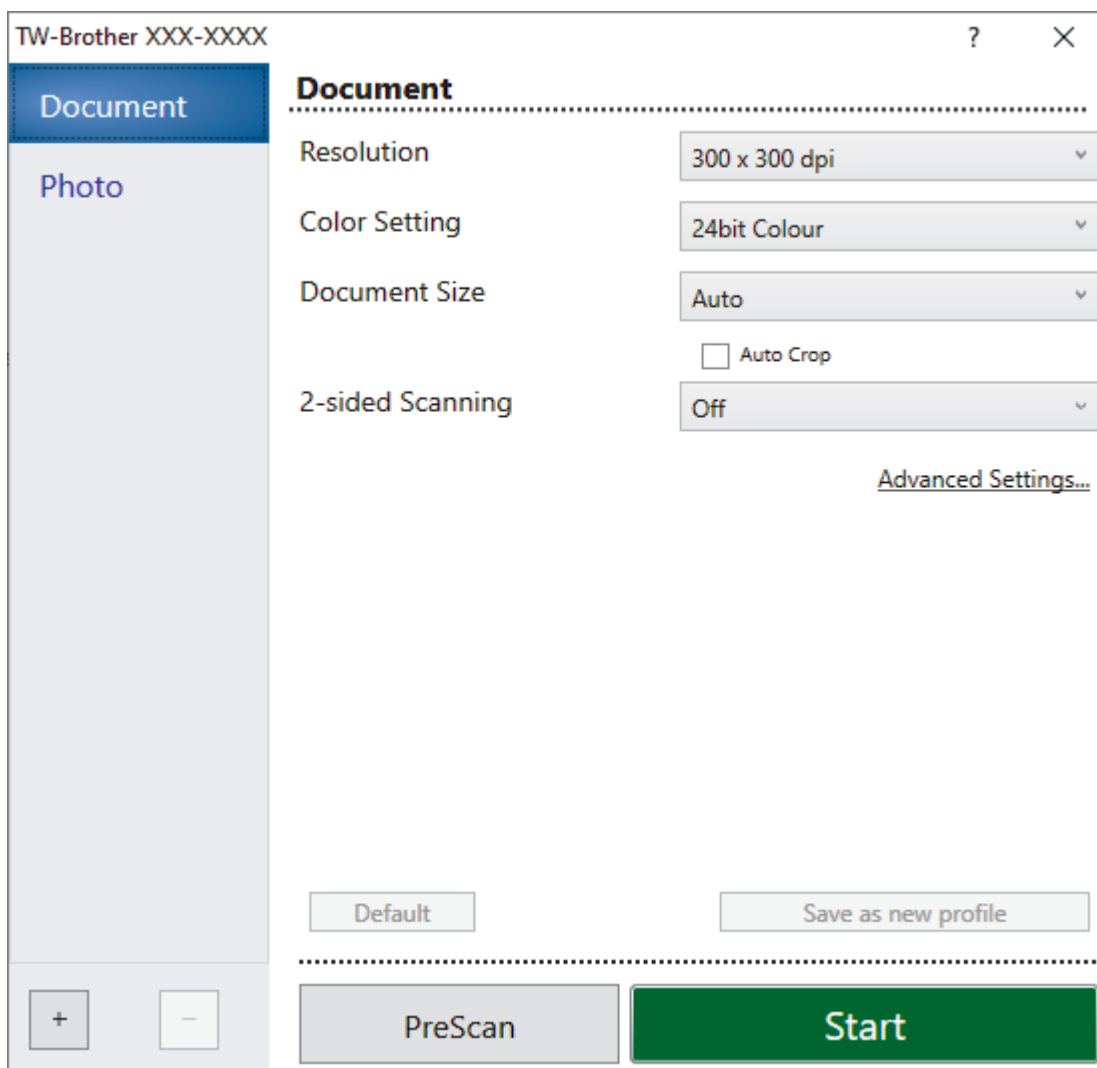 TW-Brother XXX-XXXX ?
Document
Photo
Document
Resolution 300 x 300 dpi
Color Setting 24bit Colour
Document Size Auto
Auto Crop
2-sided Scanning Off
Advanced Settings...
Default Save as new profile
+ −
PreScan Start